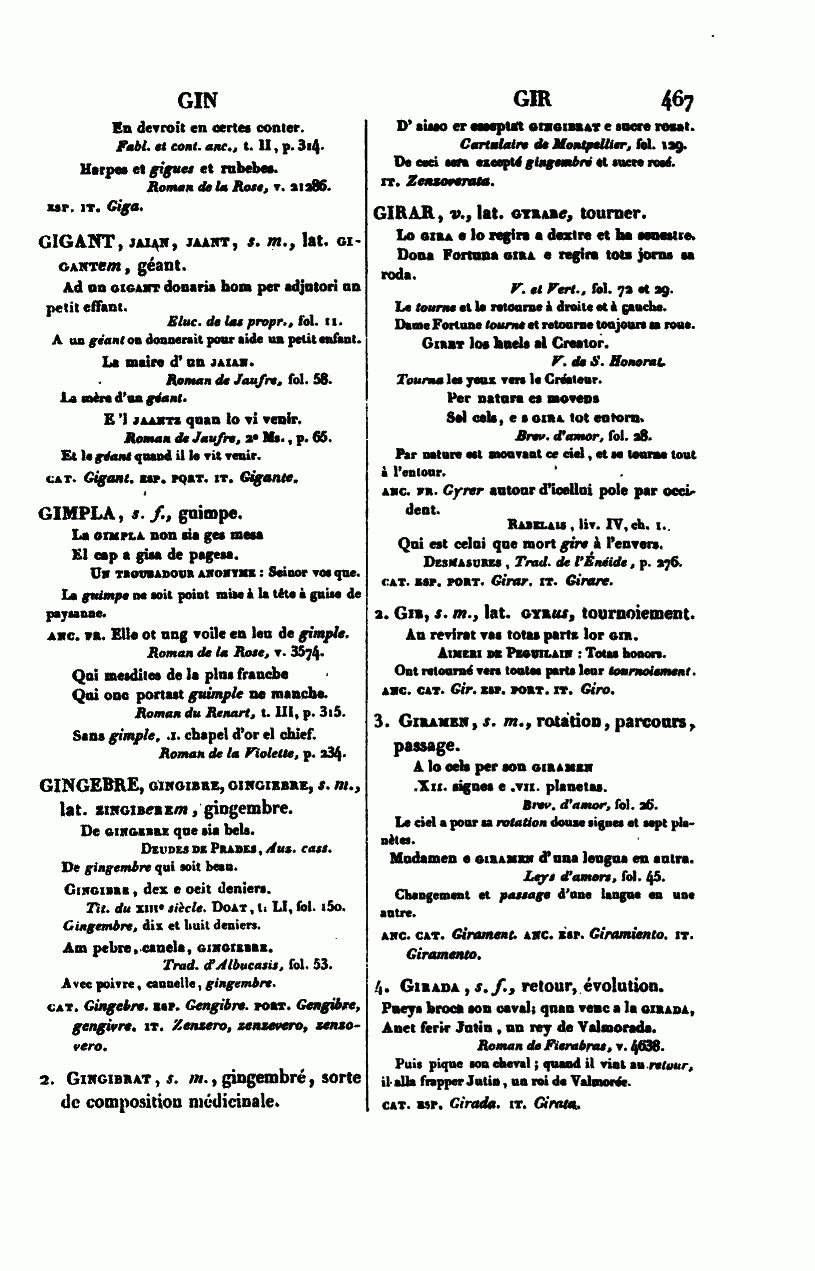 GIN
GIR
467
En devroit en certes conter.
Fabl. et cont. anc., t. II, p. 314.
Harpes et gigues et rubebes.
Roman de la Rose, v. 21286.
ESP. IT. Giga.
GIGANT, JAIAN, JAANT, s. m., lat. GI-
GANTem, géant.
Ad un GIGANT donaria hom per adjutori un
petit effant.
Eluc. de las propr., fol. 11.
A un géant on donnerait pour aide un petit enfant.
La maire d' un JAIAN.
Roman de Jaufre, fol. 58.
La mère d'un géant.
E 'l JAANTZ quan lo vi venir.
Roman de Jaufre, 2e Ms., p. 65.
Et le géant quand il le vit venir.
CAT. Gigant. ESP. PORT. IT. Gigante.
GIMPLA, s. f., guimpe.
La GIMPLA non sia ges mesa
El cap a gisa de pagesa.
UN TROUBADOUR ANONYME : Seinor vos que.
La guimpe ne soit point mise à la tête à guise de
paysanne.
ANC. FR. Elle ot ung voile en leu de gimple.
Roman de la Rose, v. 3574.
Qui mesdites de la plus franche
Qui onc portast guimple ne manche.
Roman du Renart, t. III, p. 315.
Sans gimple, .I. chapel d'or el chief.
Roman de la Violette, p. 234.
GINGEBRE, GINGIBRE, GINGIEBRE, s. m.,
lat. ZINGIBEREm, gingembre.
De GINGEBRE que sia bels.
DEUDES DE PRADES, Aus. cass.
De gingembre qui soit beau.
GINGIBRE, dex e oeit deniers.
Tit. du XIIIe siècle. DOAT, t. LI, fol. 150.
Gingembre, dix et huit deniers.
Am pebre, canela, GINGIEBRE.
Trad. d'Albucasis, fol. 53.
Avec poivre, cannelle, gingembre.
CAT. Gingebre. ESP. Gengibre. PORT. Gengibre,
gengivre. IT. Zenzero, zenzevero, zenzo-
vero.
2. GINGIBRAT, s. m., gingembré, sorte
de composition médicinale.
D' aisso er exceptat GINGIBRAT e sucre rosat.
Cartulaire de Montpellier, fol. 129.
De ceci sera excepté gingembré et sucre rosé.
IT. Zenzoverata.
GIRAR, v., lat. GYRARe, tourner.
Lo GIRA e lo regira a dextre et ha senestre.
Dona Fortuna GIRA e regira tots jorns sa
roda.
V. et Vert., fol. 72 et 29.
Le tourne et le retourne à droite et à gauche.
Dame Fortune tourne et retourne toujours sa roue.
GIRET los huels al Creator.
V. de S. Honorat.
Tourna les yeux vers le Créateur.
Per natura es movens
Sel cels, e s GIRA tot entorn.
Brev. d'amor, fol. 28.
Par nature est mouvant ce ciel, et se tourne tout
à l'entour.
ANC. FR. Gyrer autour d'icellui pole par occi-
dent.
RABELAIS, liv. IV, ch. 1.
Qui est celui que mort gire à l'envers.
DESMASURES, Trad. de l'Énéide, p. 276.
CAT. ESP. PORT. Girar. IT. Girare.
2. GIR, s. m., lat. GYRUS, tournoiement.
An revirat vas totas partz lor GIR.
AIMERI DE PEGUILAIN : Totas honors.
Ont retourné vers toutes parts leur tournoiement.
ANC. CAT. Gir. ESP. PORT. IT. Giro.
3. GIRAMEN, s. m., rotation, parcours,
passage.
A lo cels per son GIRAMEN
.XII. signes e .VII. planetas.
Brev. d'amor, fol. 26.
Le ciel a pour sa rotation douze signes et sept pla-
nètes.
Mudamen e GIRAMEN d'una lengua en autra.
Leys d'amors, fol. 45.
Changement et passage d'une langue en une
autre.
ANC. CAT. Girament. ANC. ESP. Giramiento. IT.
Giramento.
4. GIRADA, s. f., retour, évolution.
Pueys broca son caval; quan venc a la GIRADA,
Anet ferir Jutin, un rey de Valmorada.
Roman de Fierabras, v. 4638.
Puis pique son cheval ; quand il vint au retour,
il alla frapper Jutin, un roi de Valmorée.
CAT. ESP. Girada. IT. Girata.